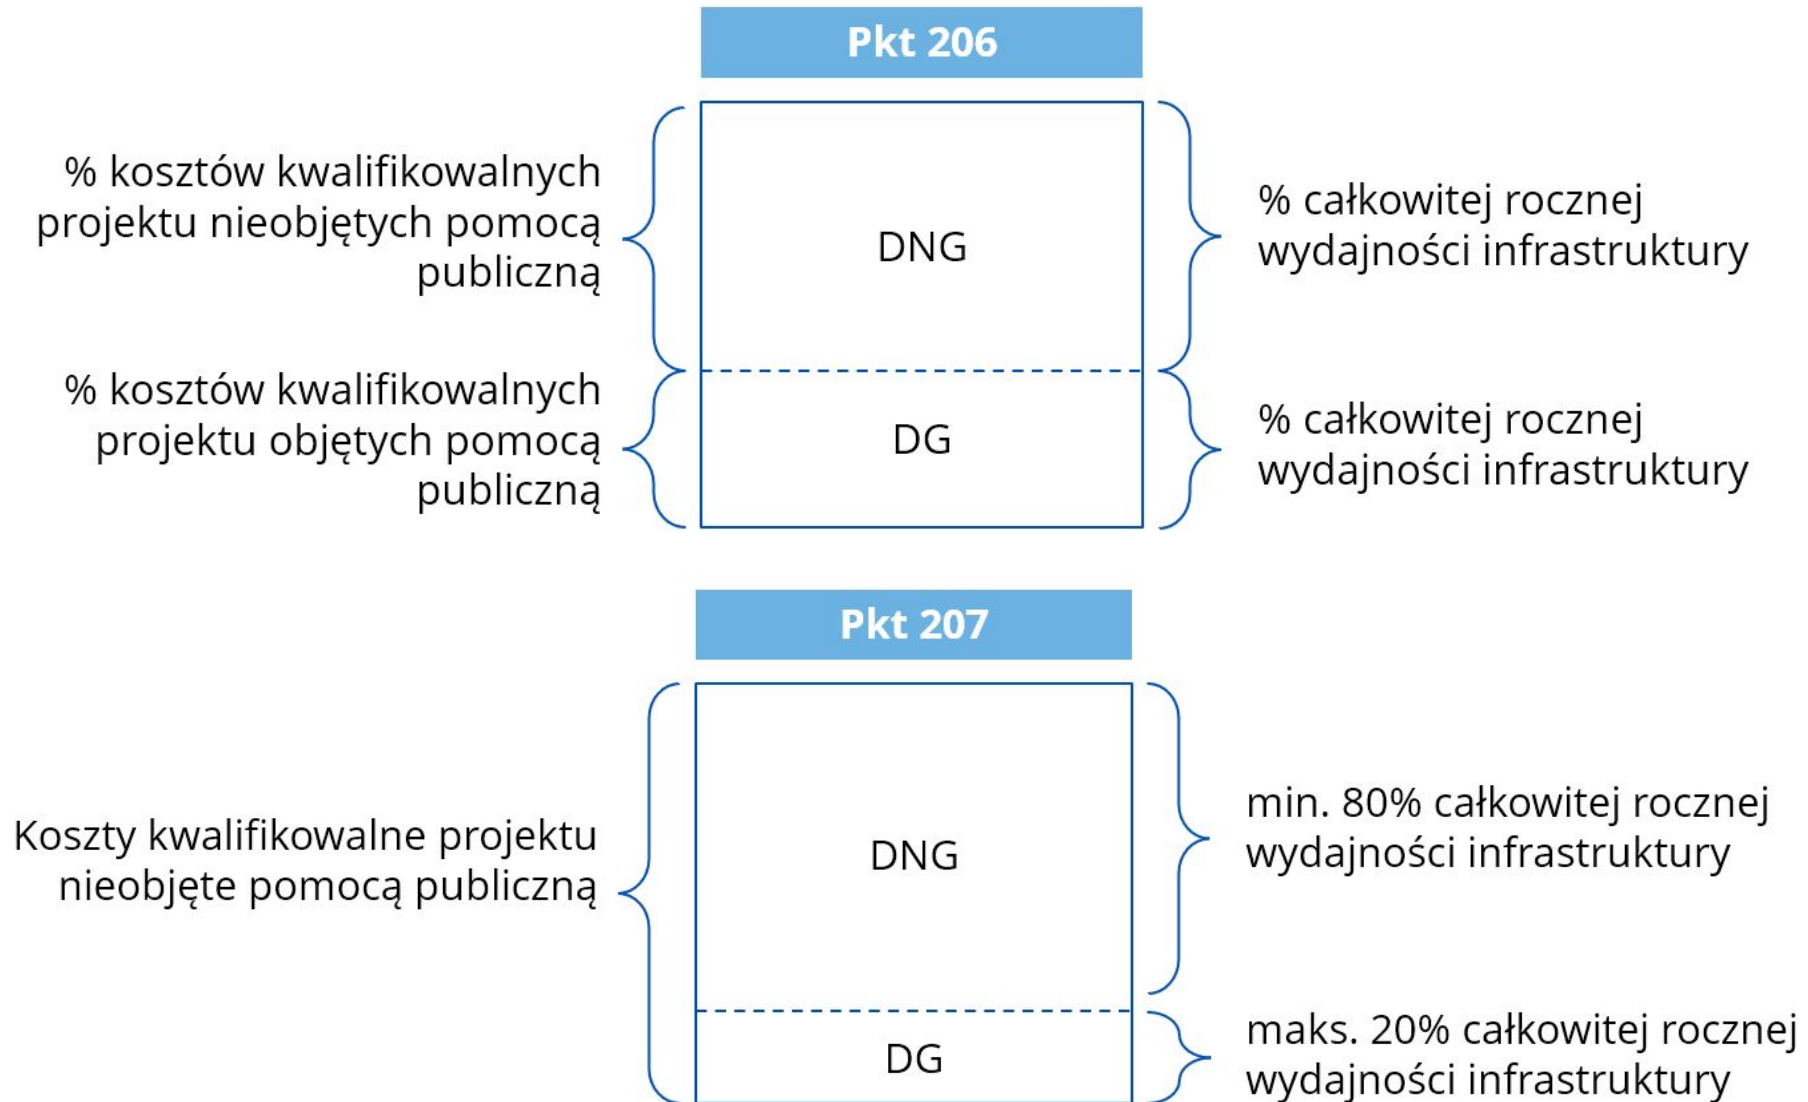 Pkt 206
% kosztów kwalifikowalnych
projektu nieobjętych pomocą
publiczną
DNG
% całkowitej rocznej
wydajności infrastruktury
% kosztów kwalifikowalnych
projektu objętych pomocą
publiczną
DG
% całkowitej rocznej
wydajności infrastruktury
Pkt 207
Koszty kwalifikowalne projektu
nieobjęte pomocą publiczną
DNG
min. 80% całkowitej rocznej
wydajności infrastruktury
DG
maks. 20% całkowitej rocznej
wydajności infrastruktury